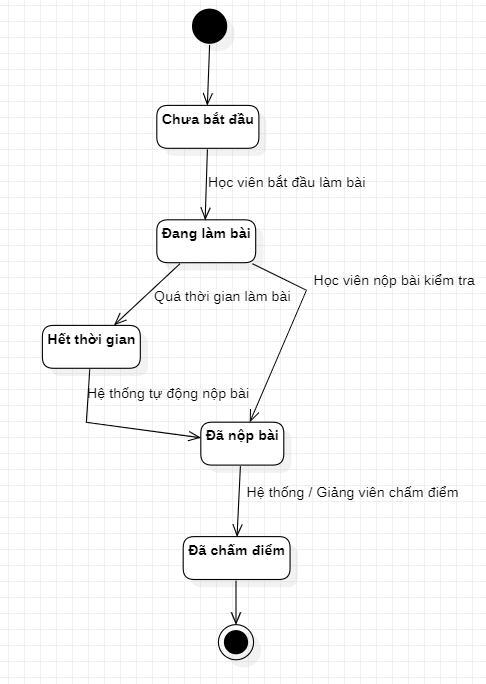 Chưa bắt đầu
Học viên bắt đầu làm bài
Đang làm bài
Học viên nộp bài kiểm tra
Quá thời gian làm bài
Hết thời gian
Hệ thống tự động nộp bài
Đã nộp bài
Hệ thống / Giảng viên chấm điểm
Đã chấm điểm